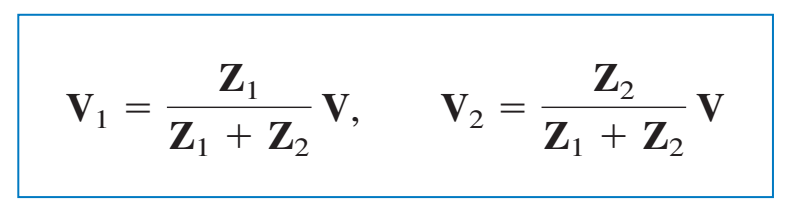 V₁ = Z₁ / (Z₁ + Z₂) V,    V₂ = Z₂ / (Z₁ + Z₂) V